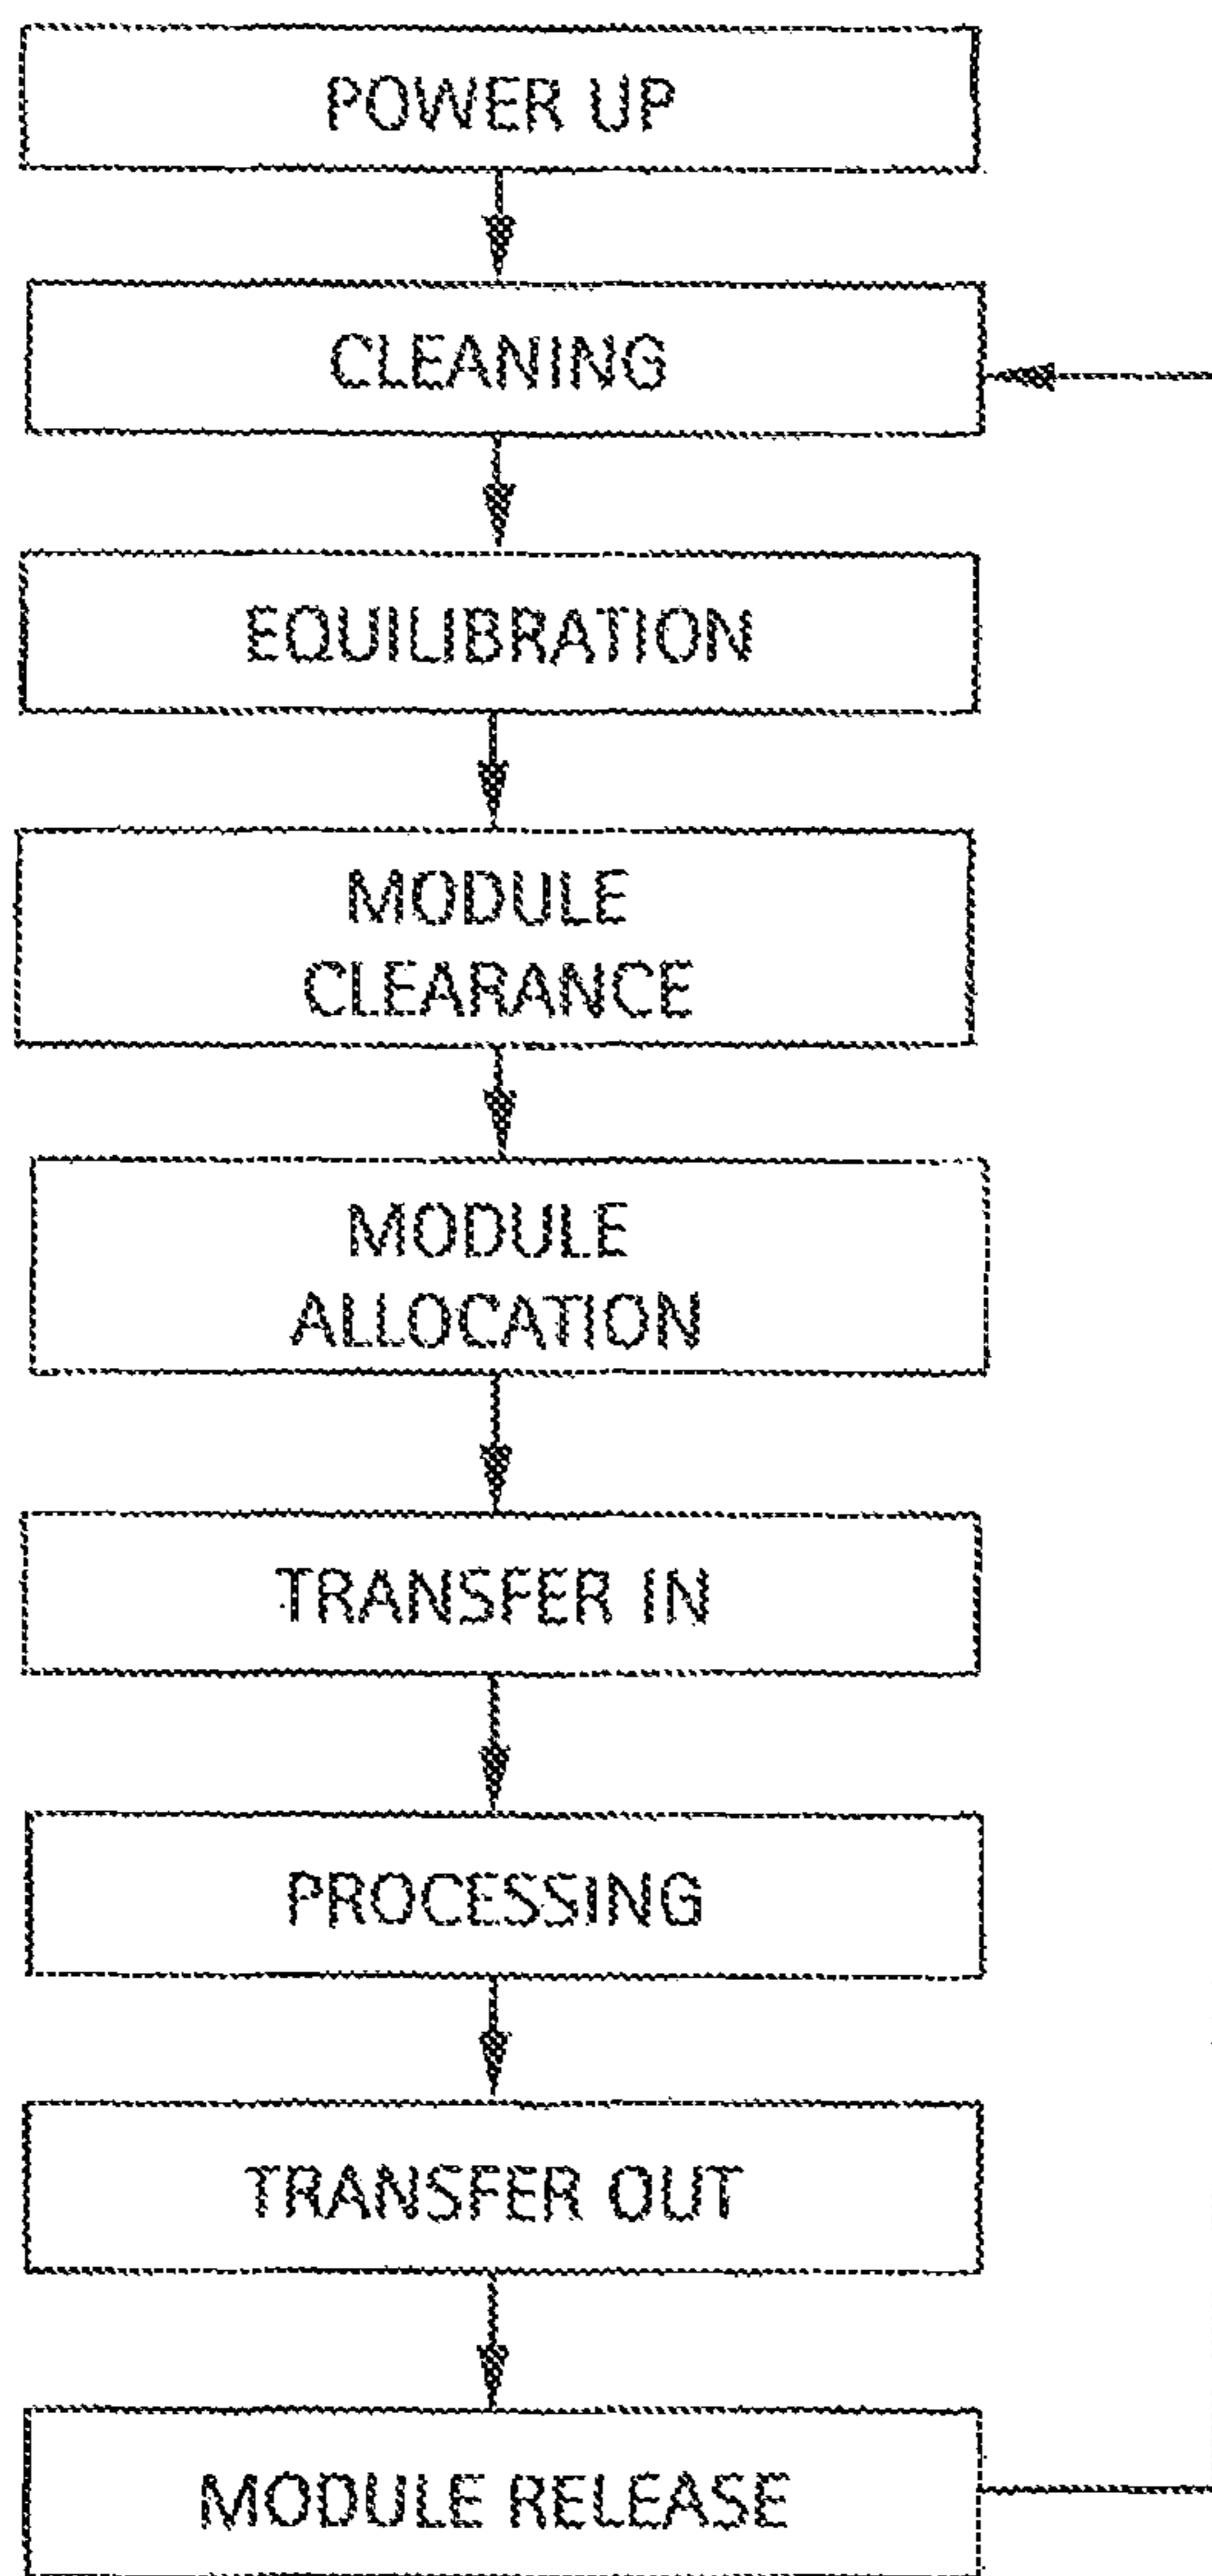 POWER UP
CLEANING
EQUILIBRATION
MODULE
CLEARANCE
MODULE
ALLOCATION
TRANSFER IN
PROCESSING
TRANSFER OUT
MODULE RELEASE